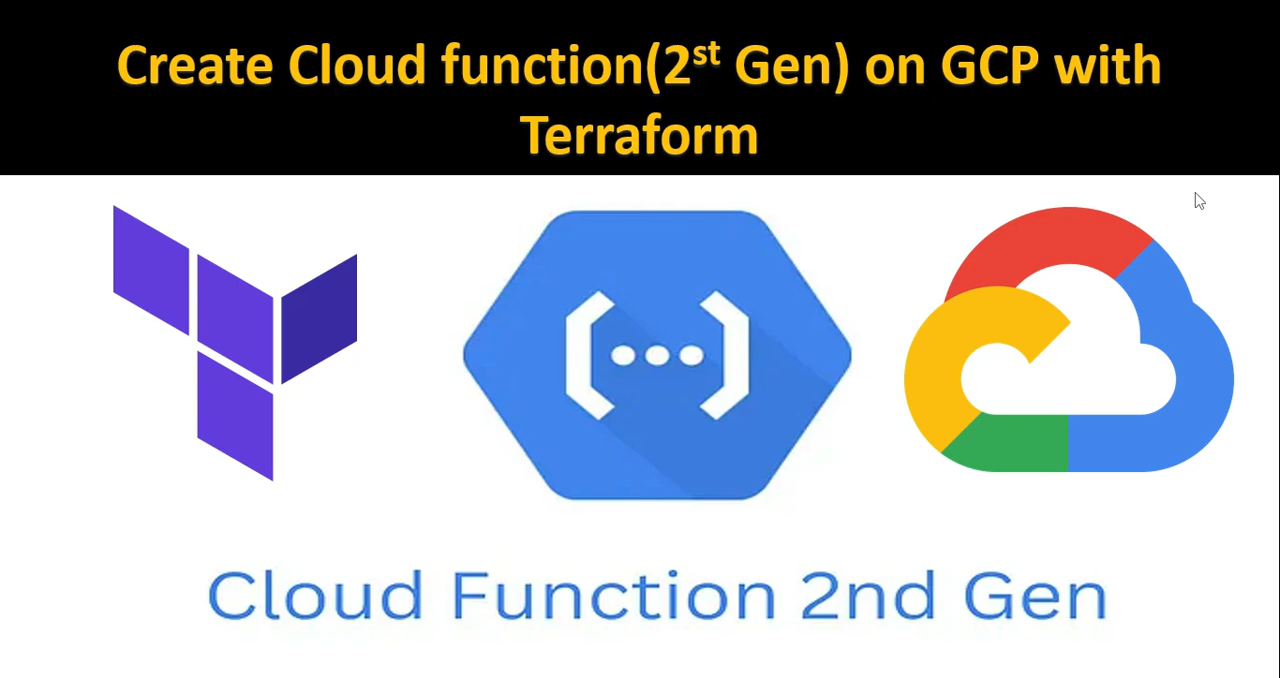 Create Cloud function(2st Gen) on GCP with
Terraform
Cloud Function 2nd Gen